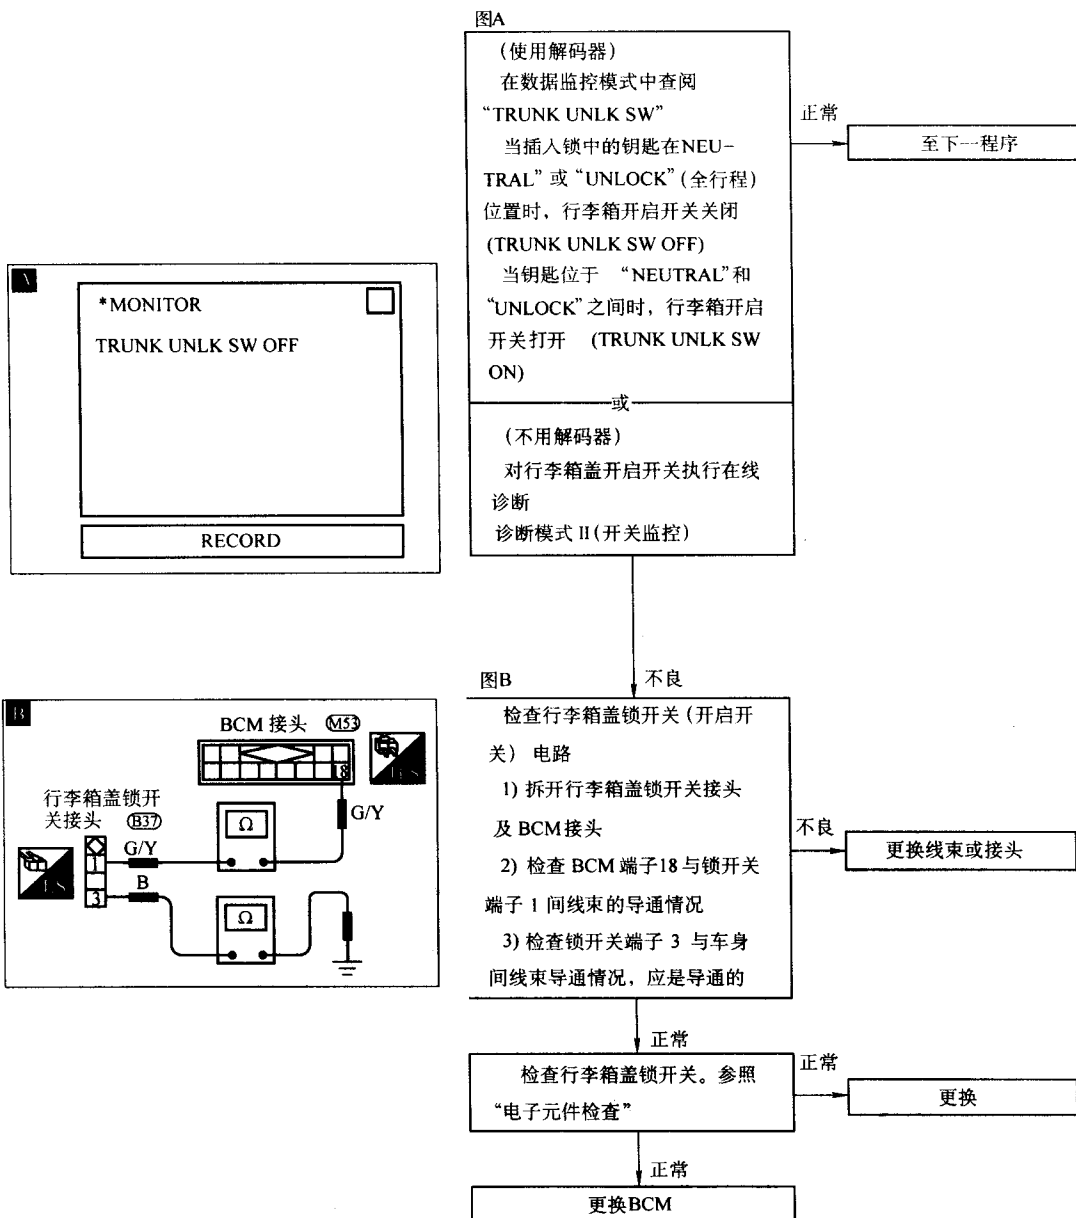 图A
(使用解码器)
在数据监控模式中查阅
“TRUNK UNLK SW”
当插入锁中的钥匙在NEU-
TRAL”或“UNLOCK”(全行程)
位置时，行李箱开启开关关闭
(TRUNK UNLK SW OFF)
当钥匙位于 “NEUTRAL”和
“UNLOCK”之间时，行李箱开启
开关打开 (TRUNK UNLK SW
ON)
或
(不用解码器)
对行李箱盖开启开关执行在线
诊断
诊断模式 II(开关监控)
正常
至下一程序
A
*MONITOR
TRUNK UNLK SW OFF
RECORD
不良
图B
检查行李箱盖锁开关(开启开
关) 电路
1) 拆开行李箱盖锁开关接头
及 BCM接头
2) 检查 BCM 端子18与锁开关
端子 1 间线束的导通情况
3) 检查锁开关端子 3 与车身
间线束导通情况，应是导通的
不良
更换线束或接头
B
BCM 接头 M53
18
行李箱盖锁开
关接头 B37
G/Y
G/Y
Ω
1
B
3
Ω
正常
检查行李箱盖锁开关。参照
“电子元件检查”
正常
更换
正常
更换BCM